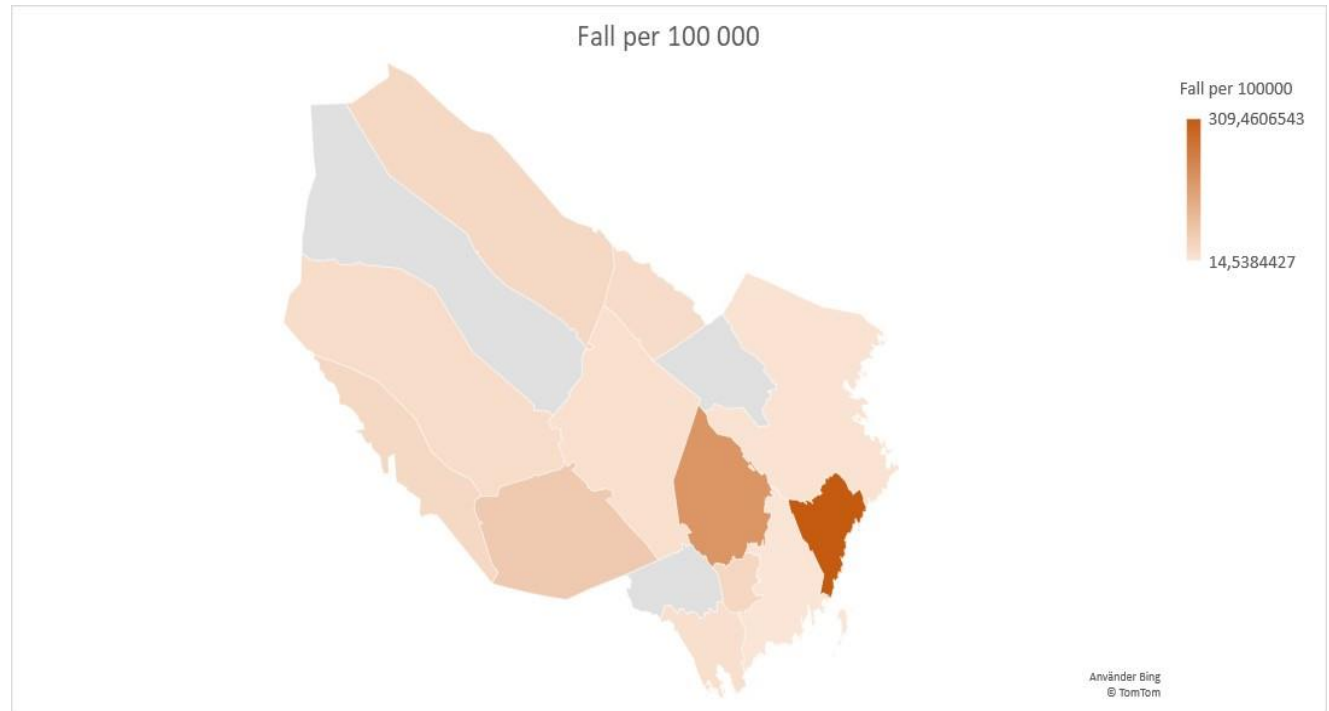 Fall per 100 000
Fall per 100000
309,4606543
14,5384427
Använder Bing
© TomTom